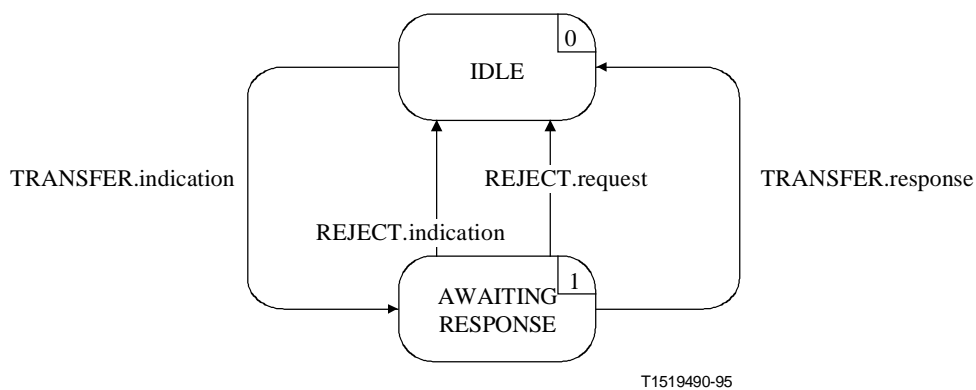 0
IDLE
TRANSFER.indication
REJECT.request
TRANSFER.response
REJECT.indication
1
AWAITING
RESPONSE
T1519490-95